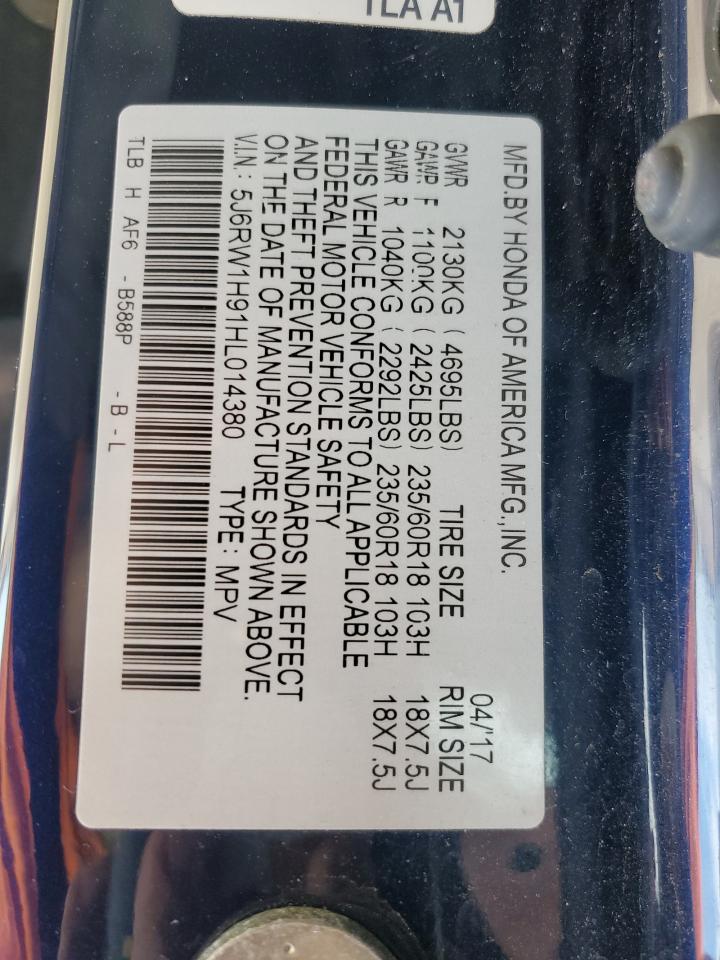 1LA A1
MFD. BY HONDA OF AMERICA MFG., INC.
04/'17
GVWR 2130KG ( 4695LBS) TIRE SIZE RIM SIZE
GAWR F 1100KG ( 2425LBS) 235/60R18 103H 18X7.5J
GAWR R 1040KG ( 2292LBS) 235/60R18 103H 18X7.5J
THIS VEHICLE CONFORMS TO ALL APPLICABLE
FEDERAL MOTOR VEHICLE SAFETY
AND THEFT PREVENTION STANDARDS IN EFFECT
ON THE DATE OF MANUFACTURE SHOWN ABOVE.
V.I.N : 5J6RW1H91HL014380 TYPE : MPV
TLB H AF6 - B588P - B - L